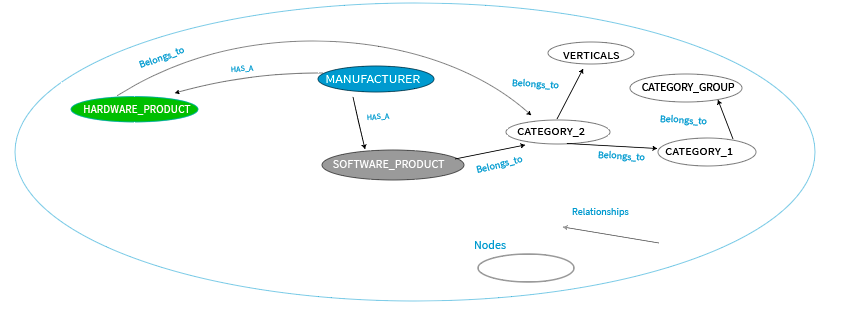 Belongs_to
VERTICALS
HAS_A
MANUFACTURER
Belongs_to
CATEGORY_GROUP
HARDWARE_PRODUCT
HAS_A
Belongs_to
CATEGORY_2
SOFTWARE_PRODUCT
Belongs_to
Belongs_to
CATEGORY_1
Relationships
Nodes